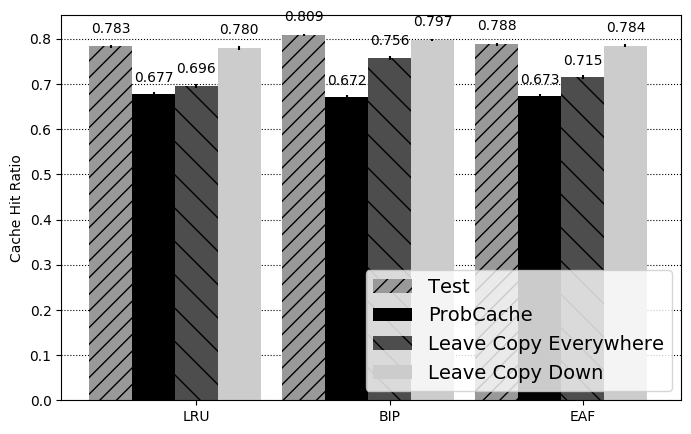 0.783
0.677
0.696
0.780
0.809
0.672
0.756
0.797
0.788
0.673
0.715
0.784
Cache Hit Ratio
0.8
0.7
0.6
0.5
0.4
0.3
0.2
0.1
0.0
Test
ProbCache
Leave Copy Everywhere
Leave Copy Down
LRU
BIP
EAF